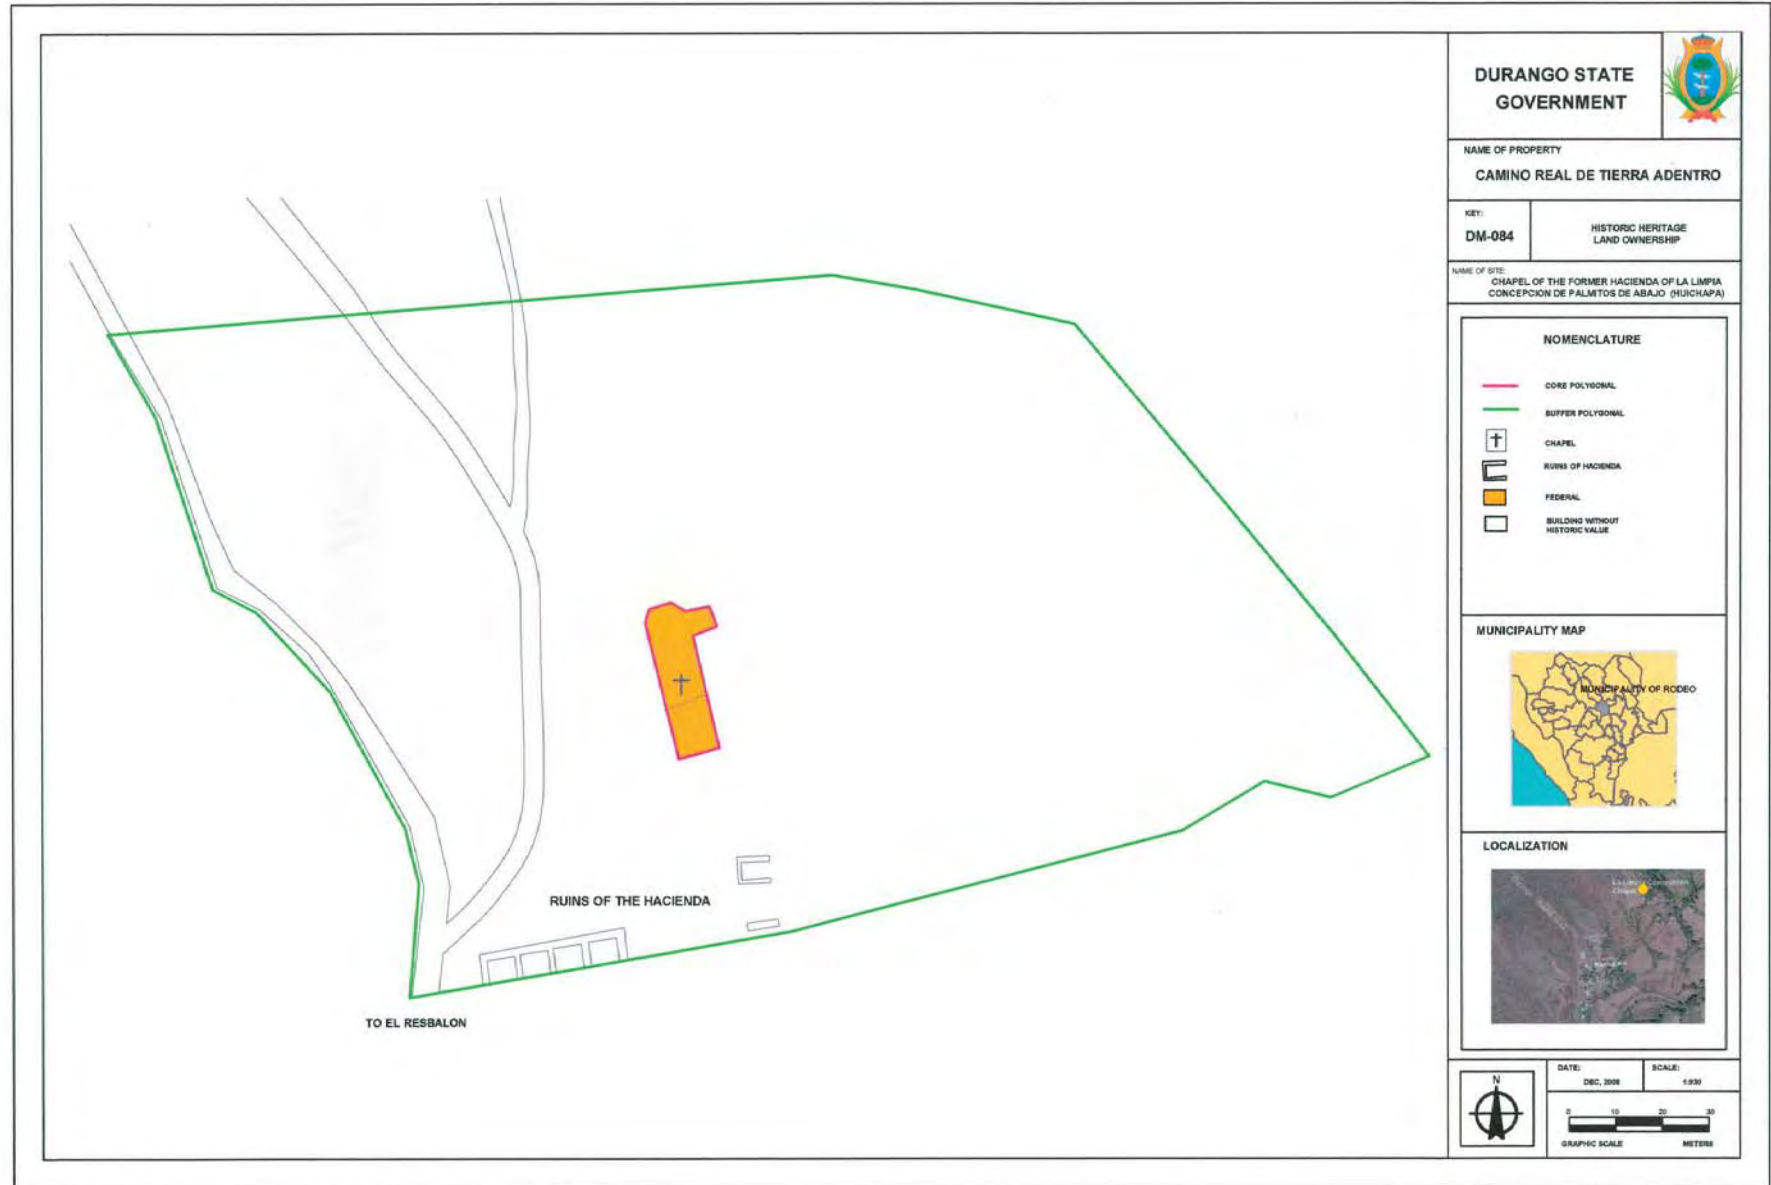 DURANGO STATE
GOVERNMENT
NAME OF PROPERTY
CAMINO REAL DE TIERRA ADENTRO
KEY:
DM-084
HISTORIC HERITAGE
LAND OWNERSHIP
NAME OF SITE:
CHAPEL OF THE FORMER HACIENDA OF LA LIMPIA
CONCEPCION DE PALMITOS DE ABAJO (HUICHAPA)
NOMENCLATURE
CORE POLYGONAL
BUFFER POLYGONAL
CHAPEL
RUINS OF HACIENDA
FEDERAL
BUILDING WITHOUT
HISTORIC VALUE
MUNICIPALITY MAP
MUNICIPALITY OF RODEO
LOCALIZATION
RUINS OF THE HACIENDA
TO EL RESBALON
N
DATE:
DEC, 2008
SCALE:
1:930
0 10 20 30
GRAPHIC SCALE METERS